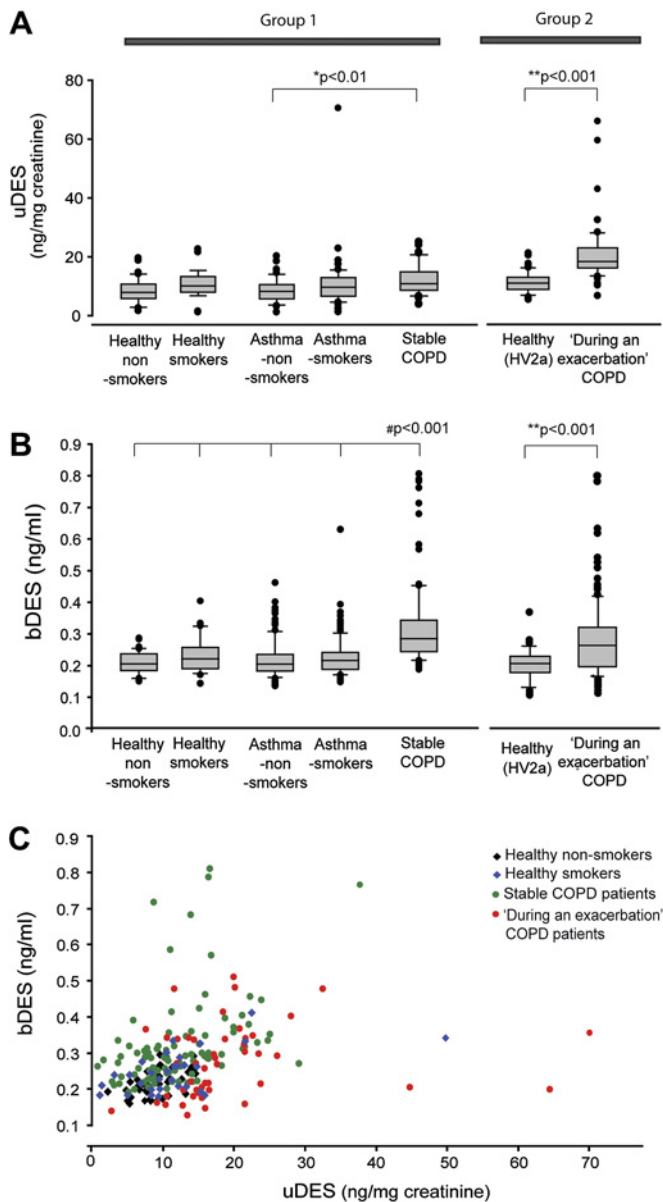 A
Group 1
Group 2
*p<0.01
**p<0.001
uDES
(ng/mg creatinine)
80
60
40
20
0
Healthy
non
-smokers
Healthy
smokers
Asthma
-non
-smokers
Asthma
-smokers
Stable
COPD
Healthy
(HV2a)
'During an
exacerbation'
COPD
B
#p<0.001
**p<0.001
bDES (ng/ml)
0.9
0.8
0.7
0.6
0.5
0.4
0.3
0.2
0.0
Healthy
non
-smokers
Healthy
smokers
Asthma
-non
-smokers
Asthma
-smokers
Stable
COPD
Healthy
(HV2a)
'During an
exacerbation'
COPD
C
bDES (ng/ml)
0.9
0.8
0.7
0.6
0.5
0.4
0.3
0.2
0.1
Healthy non-smokers
Healthy smokers
Stable COPD patients
'During an exacerbation'
COPD patients
0 10 20 30 40 50 60 70
uDES (ng/mg creatinine)